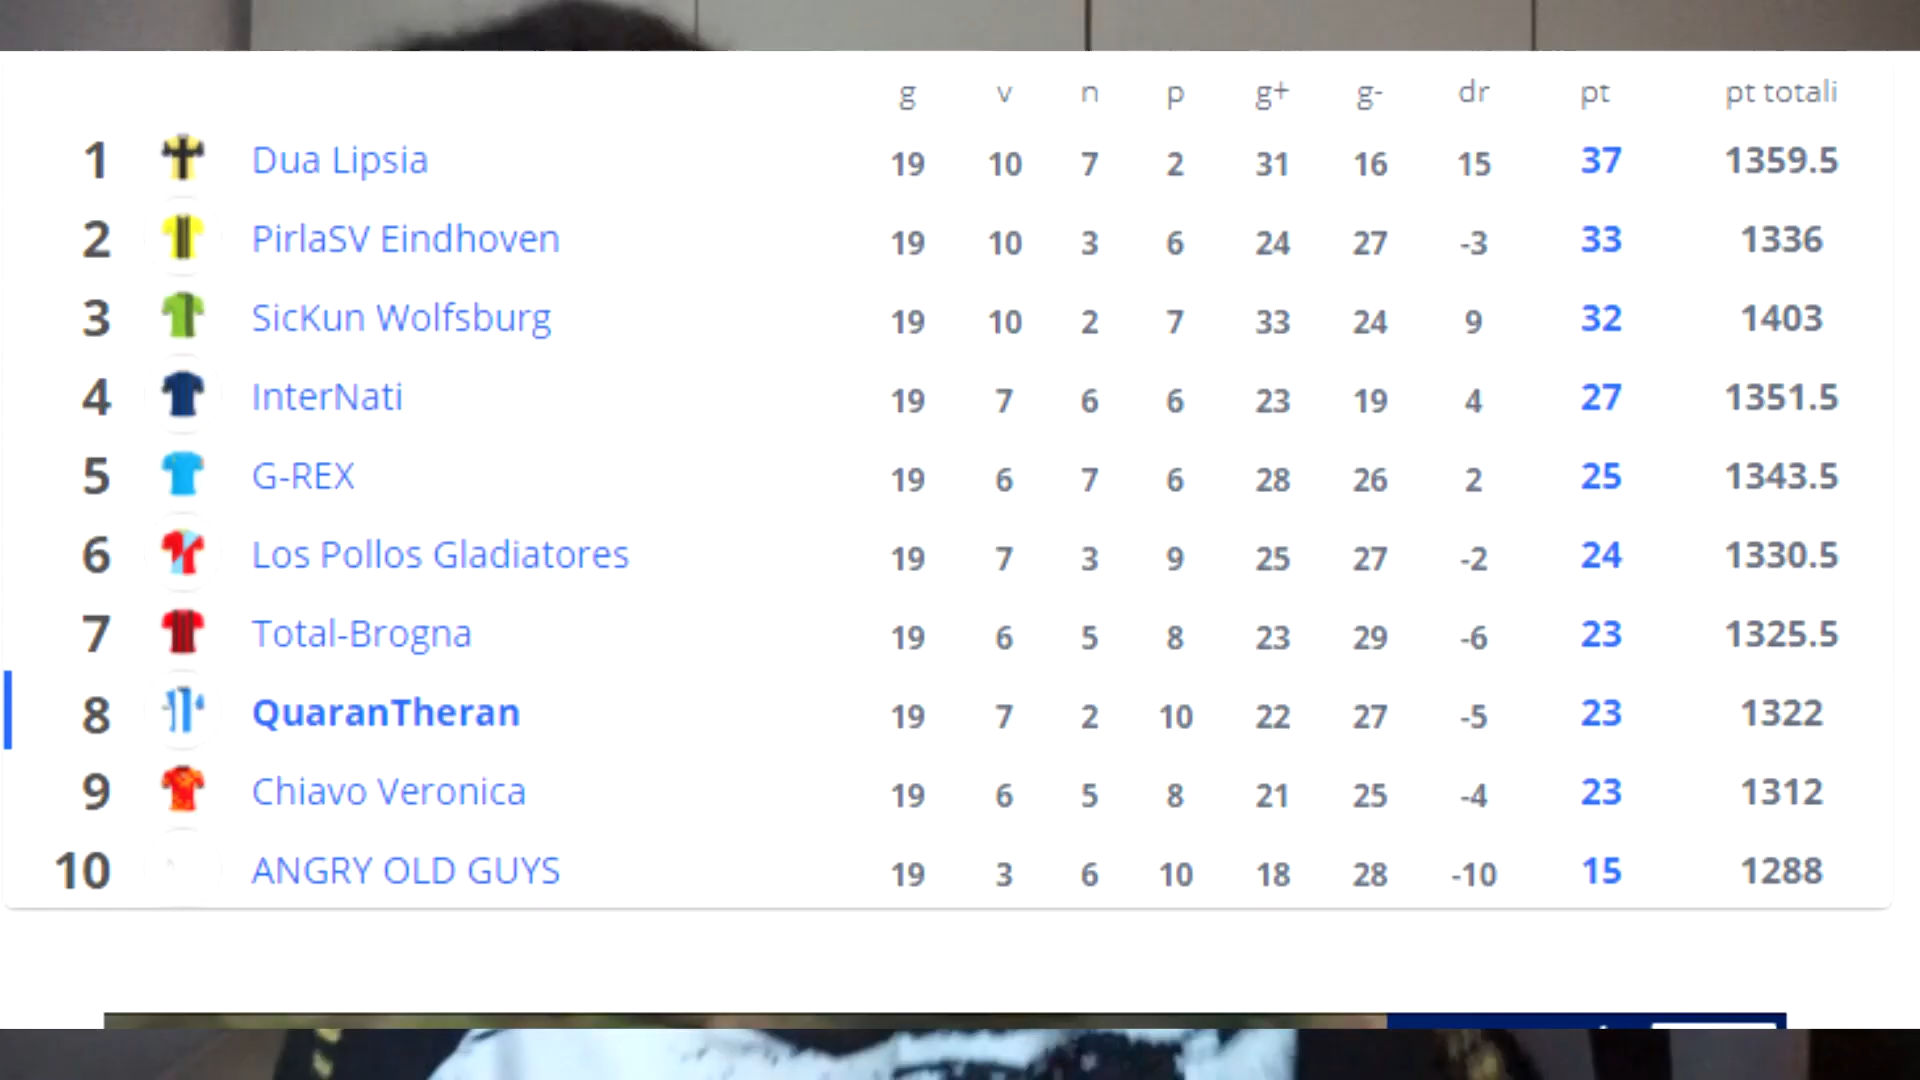 g v n p g+ g- dr pt pt totali
1 Dua Lipsia 19 10 7 2 31 16 15 37 1359.5
2 PirlaSV Eindhoven 19 10 3 6 24 27 -3 33 1336
3 SicKun Wolfsburg 19 10 2 7 33 24 9 32 1403
4 InterNati 19 7 6 6 23 19 4 27 1351.5
5 G-REX 19 6 7 6 28 26 2 25 1343.5
6 Los Pollos Gladiatores 19 7 3 9 25 27 -2 24 1330.5
7 Total-Brogna 19 6 5 8 23 29 -6 23 1325.5
8 QuaranTheran 19 7 2 10 22 27 -5 23 1322
9 Chiavo Veronica 19 6 5 8 21 25 -4 23 1312
10 ANGRY OLD GUYS 19 3 6 10 18 28 -10 15 1288